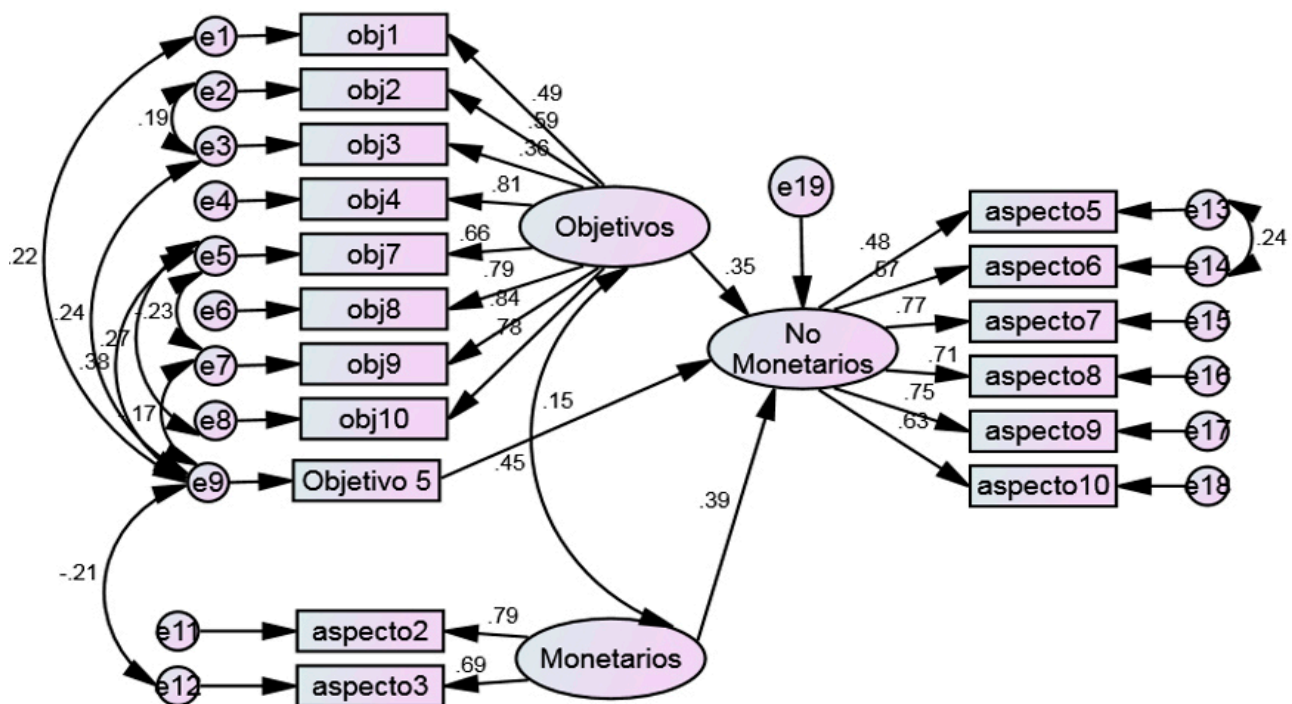 e1
obj1
e2
obj2
.19
e3
obj3
e4
obj4
e5
obj7
e6
obj8
e7
obj9
e8
obj10
e9
Objetivo 5
.22
.24
.38
.27
-.23
.17
-.21
.49
.59
.36
.81
.66
.79
.84
.78
Objetivos
.35
.15
.45
.39
e19
No
Monetarios
.48
.57
.77
.71
.75
.63
aspecto5
e13
aspecto6
e14
.24
aspecto7
e15
aspecto8
e16
aspecto9
e17
aspecto10
e18
e11
aspecto2
.79
e12
aspecto3
.69
Monetarios